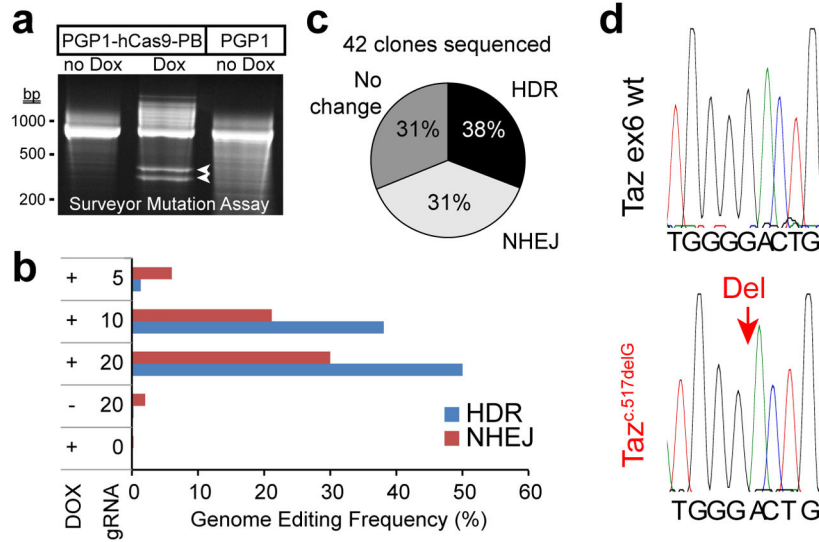 a
PGP1-hCas9-PB PGP1
no Dox Dox no Dox
bp
1000
500
200
Surveyor Mutation Assay
b
+ 5
+ 10
+ 20
- 20
+ 0
HDR
NHEJ
0 10 20 30 40 50 60
DOX
gRNA
Genome Editing Frequency (%)
c
42 clones sequenced
No change
HDR
31%
38%
31%
NHEJ
d
Taz ex6 wt
TGGGGACTG
Del
Taz^c.517delG
TGGGACTG